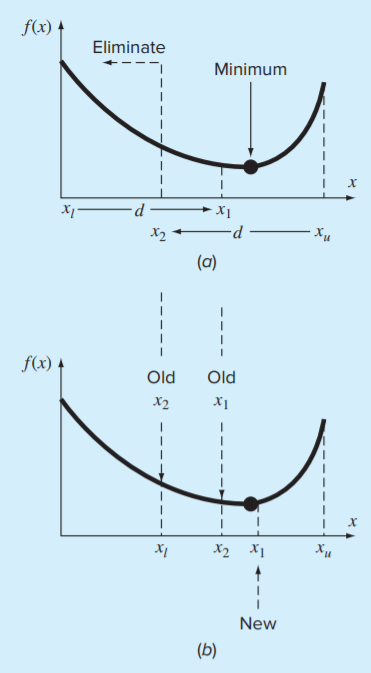 f(x)
Eliminate
Minimum
x
x_l d x_1
x_2 d x_u
(a)
f(x)
Old Old
x_2 x_1
x
x_l x_2 x_1 x_u
New
(b)